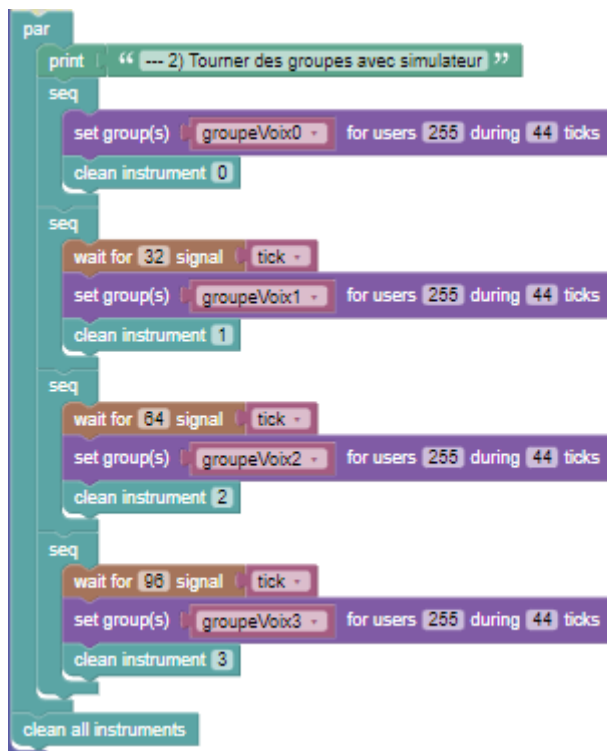 par
print “ --- 2) Tourner des groupes avec simulateur ”
seq
set group(s) groupeVoix0 for users 255 during 44 ticks
clean instrument 0
seq
wait for 32 signal tick
set group(s) groupeVoix1 for users 255 during 44 ticks
clean instrument 1
seq
wait for 64 signal tick
set group(s) groupeVoix2 for users 255 during 44 ticks
clean instrument 2
seq
wait for 96 signal tick
set group(s) groupeVoix3 for users 255 during 44 ticks
clean instrument 3
clean all instruments